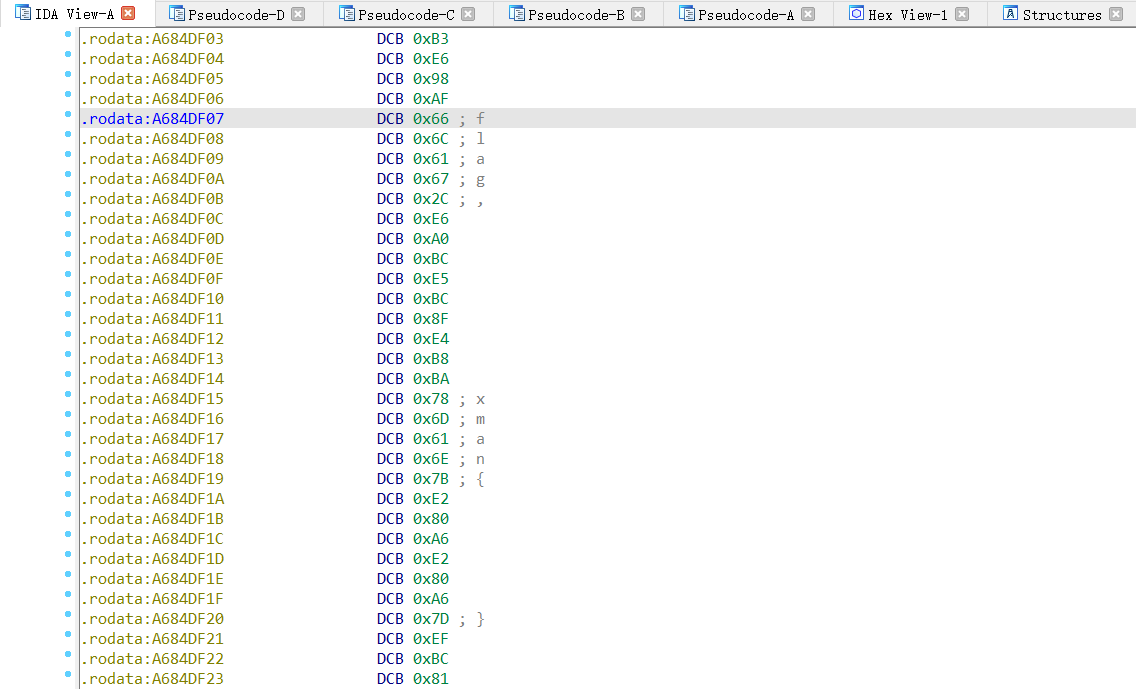 IDA View-A Pseudocode-D Pseudocode-C Pseudocode-B Pseudocode-A Hex View-1 Structures
.rodata:A684DF03 DCB 0xB3
.rodata:A684DF04 DCB 0xE6
.rodata:A684DF05 DCB 0x98
.rodata:A684DF06 DCB 0xAF
.rodata:A684DF07 DCB 0x66 ; f
.rodata:A684DF08 DCB 0x6C ; l
.rodata:A684DF09 DCB 0x61 ; a
.rodata:A684DF0A DCB 0x67 ; g
.rodata:A684DF0B DCB 0x2C ; ,
.rodata:A684DF0C DCB 0xE6
.rodata:A684DF0D DCB 0xA0
.rodata:A684DF0E DCB 0xBC
.rodata:A684DF0F DCB 0xE5
.rodata:A684DF10 DCB 0xBC
.rodata:A684DF11 DCB 0x8F
.rodata:A684DF12 DCB 0xE4
.rodata:A684DF13 DCB 0xB8
.rodata:A684DF14 DCB 0xBA
.rodata:A684DF15 DCB 0x78 ; x
.rodata:A684DF16 DCB 0x6D ; m
.rodata:A684DF17 DCB 0x61 ; a
.rodata:A684DF18 DCB 0x6E ; n
.rodata:A684DF19 DCB 0x7B ; {
.rodata:A684DF1A DCB 0xE2
.rodata:A684DF1B DCB 0x80
.rodata:A684DF1C DCB 0xA6
.rodata:A684DF1D DCB 0xE2
.rodata:A684DF1E DCB 0x80
.rodata:A684DF1F DCB 0xA6
.rodata:A684DF20 DCB 0x7D ; }
.rodata:A684DF21 DCB 0xEF
.rodata:A684DF22 DCB 0xBC
.rodata:A684DF23 DCB 0x81